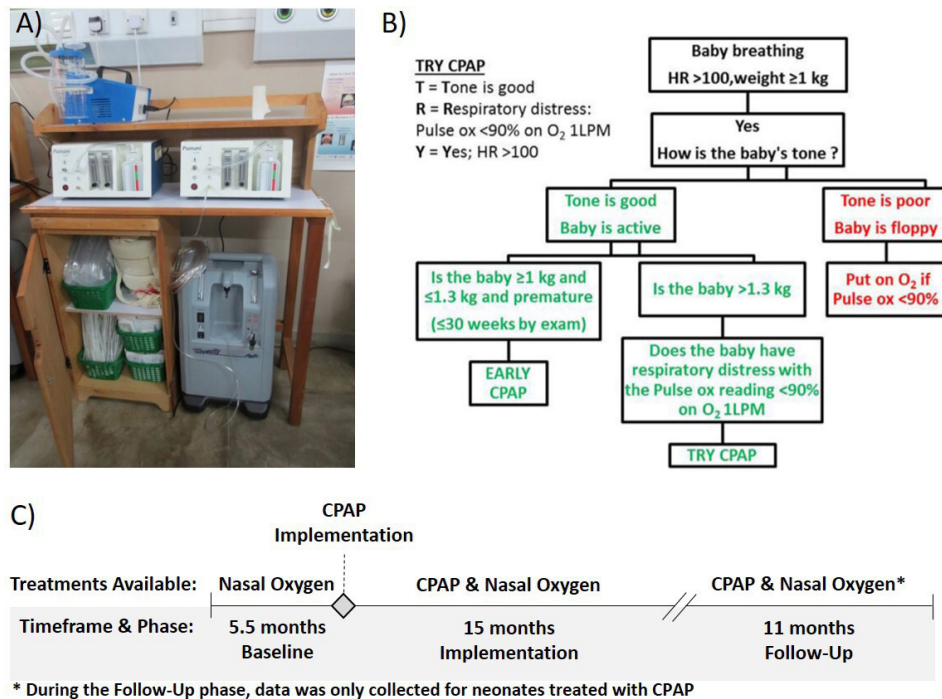 A)
B)
TRY CPAP
T = Tone is good
R = Respiratory distress:
Pulse ox <90% on O₂ 1LPM
Y = Yes; HR >100
Baby breathing
HR >100,weight ≥1 kg
Yes
How is the baby's tone ?
Tone is good
Baby is active
Tone is poor
Baby is floppy
Is the baby ≥1 kg and
≤1.3 kg and premature
(≤30 weeks by exam)
Is the baby >1.3 kg
Put on O₂ if
Pulse ox <90%
EARLY
CPAP
Does the baby have
respiratory distress with
the Pulse ox reading <90%
on O₂ 1LPM
TRY CPAP
C)
CPAP
Implementation
Treatments Available: Nasal Oxygen CPAP & Nasal Oxygen CPAP & Nasal Oxygen*
Timeframe & Phase: 5.5 months 15 months 11 months
Baseline Implementation Follow-Up
* During the Follow-Up phase, data was only collected for neonates treated with CPAP